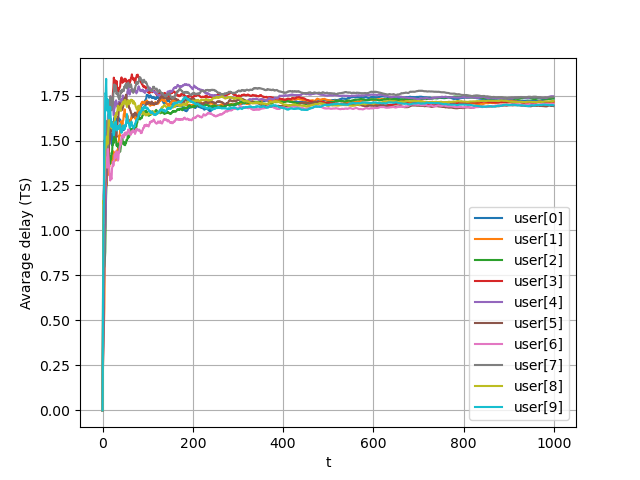 Avarage delay (TS)
1.75
1.50
1.25
1.00
0.75
0.50
0.25
0.00
0
200
400
600
800
1000
t
user[0]
user[1]
user[2]
user[3]
user[4]
user[5]
user[6]
user[7]
user[8]
user[9]